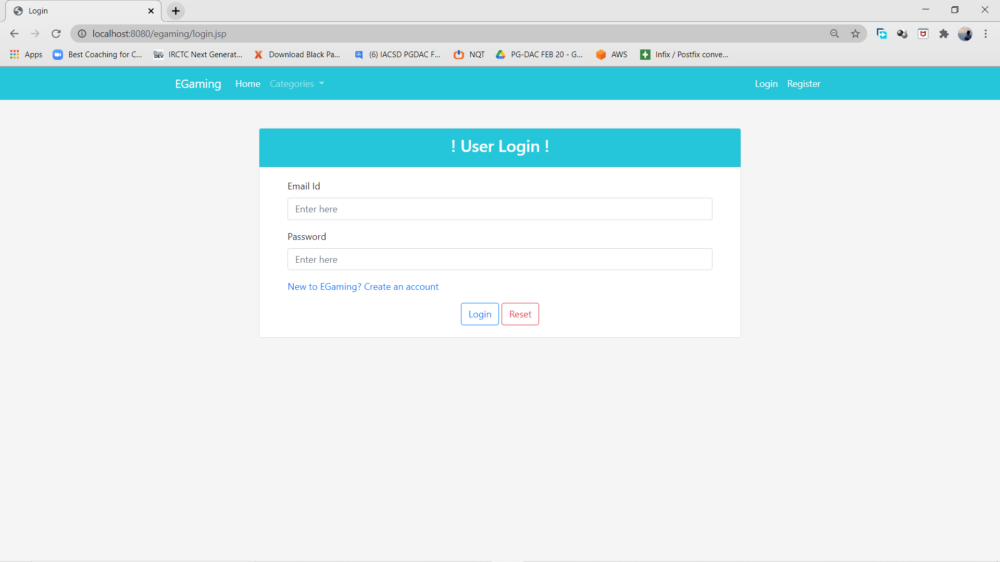 Login
localhost:8080/egaming/login.jsp
Apps Best Coaching for C... IRCTC Next Generat... Download Black Pa... (6) IACSD PGDAC F... NQT PG-DAC FEB 20 - G... AWS Infix / Postfix conve...
EGaming Home Categories Login Register
! User Login !
Email Id
Enter here
Password
Enter here
New to EGaming? Create an account
Login Reset